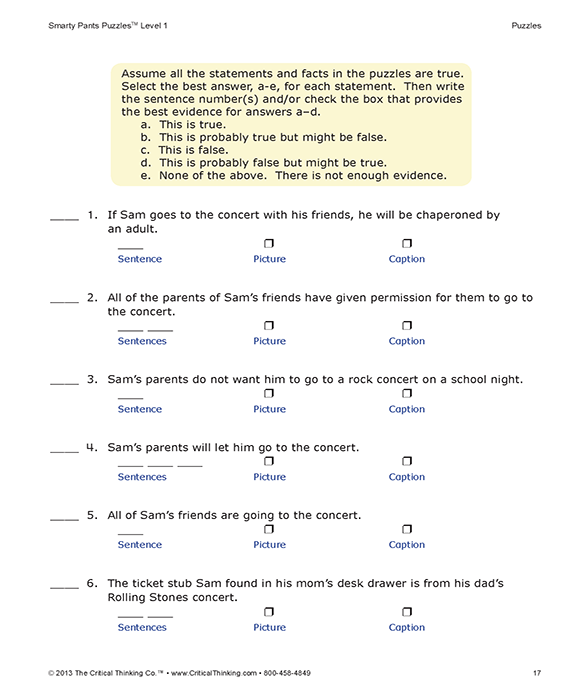 Smarty Pants Puzzles™ Level 1 Puzzles
Assume all the statements and facts in the puzzles are true.
Select the best answer, a-e, for each statement. Then write
the sentence number(s) and/or check the box that provides
the best evidence for answers a–d.
a. This is true.
b. This is probably true but might be false.
c. This is false.
d. This is probably false but might be true.
e. None of the above. There is not enough evidence.
____ 1. If Sam goes to the concert with his friends, he will be chaperoned by
an adult.
____ ❒ ❒
Sentence Picture Caption
____ 2. All of the parents of Sam's friends have given permission for them to go to
the concert.
____ ____ ❒ ❒
Sentences Picture Caption
____ 3. Sam's parents do not want him to go to a rock concert on a school night.
____ ❒ ❒
Sentence Picture Caption
____ 4. Sam's parents will let him go to the concert.
____ ____ ____ ❒ ❒
Sentences Picture Caption
____ 5. All of Sam's friends are going to the concert.
____ ❒ ❒
Sentence Picture Caption
____ 6. The ticket stub Sam found in his mom's desk drawer is from his dad's
Rolling Stones concert.
____ ____ ❒ ❒
Sentences Picture Caption
© 2013 The Critical Thinking Co.™ • www.CriticalThinking.com • 800-458-4849 17